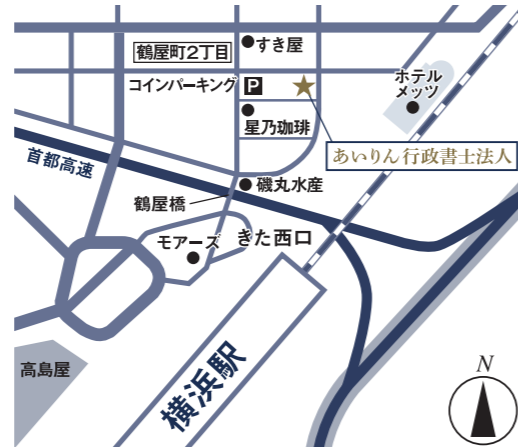 鶴屋町2丁目
すき屋
コインパーキング P
ホテル
メッツ
星乃珈琲
あいりん行政書士法人
首都高速
磯丸水産
鶴屋橋
モアーズ
きた西口
横浜駅
高島屋
N